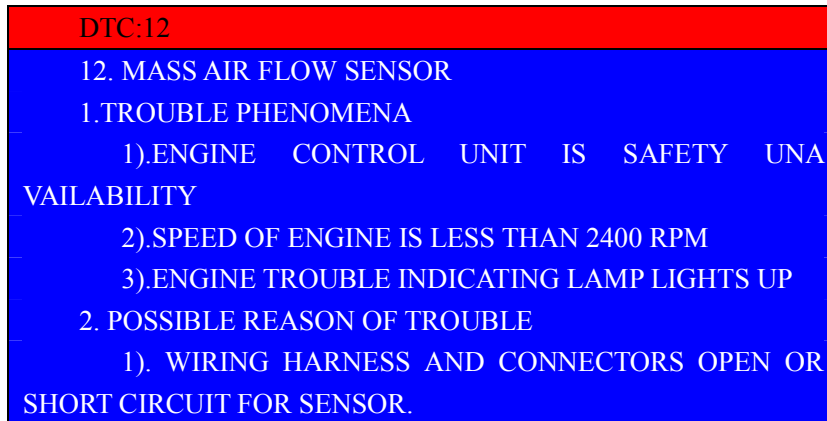 DTC:12
12. MASS AIR FLOW SENSOR
1.TROUBLE PHENOMENA
1).ENGINE CONTROL UNIT IS SAFETY UNA
VAILABILITY
2).SPEED OF ENGINE IS LESS THAN 2400 RPM
3).ENGINE TROUBLE INDICATING LAMP LIGHTS UP
2. POSSIBLE REASON OF TROUBLE
1). WIRING HARNESS AND CONNECTORS OPEN OR
SHORT CIRCUIT FOR SENSOR.